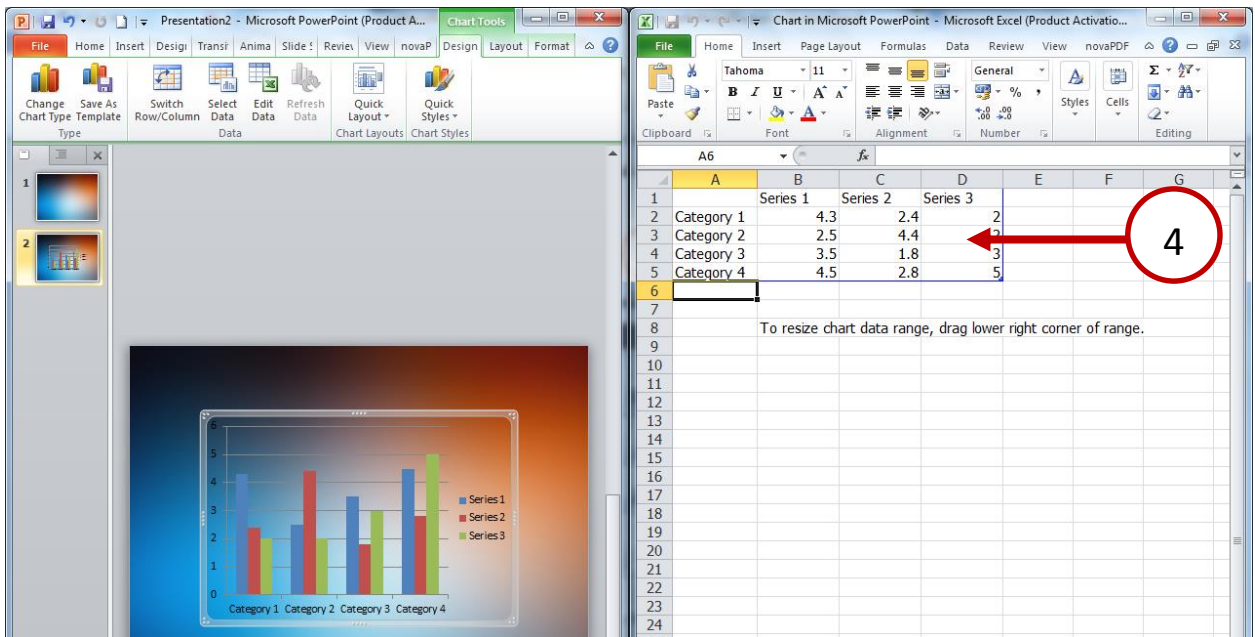 Presentation2 - Microsoft PowerPoint (Product A...
Chart Tools
File Home Insert Desigi Transi Anima Slide S Review View novaP Design Layout Format
Change Chart Type
Save As Template
Switch Row/Column
Select Data
Edit Data
Refresh Data
Quick Layout
Quick Styles
Type Data Chart Layouts Chart Styles
1
2
6
5
4
3
2
1
0
Category 1 Category 2 Category 3 Category 4
Series 1
Series 2
Series 3
Chart in Microsoft PowerPoint - Microsoft Excel (Product Activatio...
File Home Insert Page Layout Formulas Data Review View novaPDF
Paste
Tahoma 11
B I U A A
General
% ,
Styles
Cells
Clipboard Font Alignment Number Editing
A6 fx
A B C D E F G
1 Series 1 Series 2 Series 3
2 Category 1 4.3 2.4 2
3 Category 2 2.5 4.4 2
4 Category 3 3.5 1.8 3
5 Category 4 4.5 2.8 5
6
7
8 To resize chart data range, drag lower right corner of range.
9
10
11
12
13
14
15
16
17
18
19
20
21
22
23
24
4